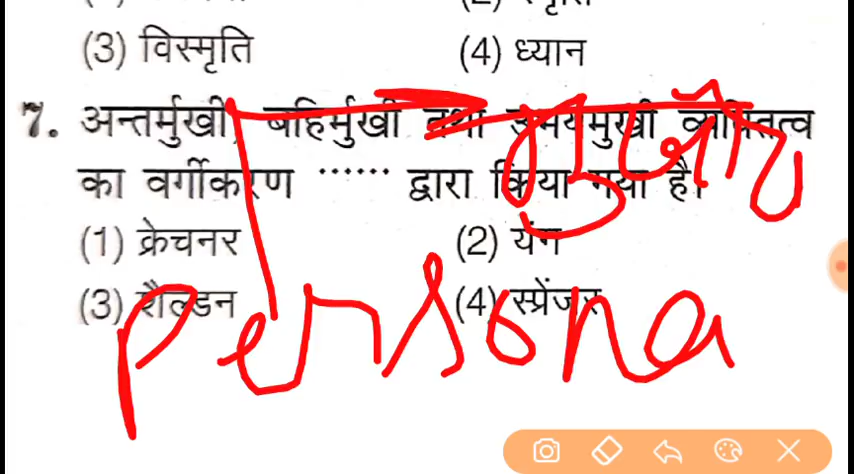 (3) विस्मृति (4) ध्यान
7. अन्तर्मुखी, बहिर्मुखी तथा उभयमुखी व्यक्तित्व
का वर्गीकरण ...... द्वारा किया गया है।
(1) क्रेचनर (2) यंग
(3) शैल्डन (4) स्प्रेंजर
persona